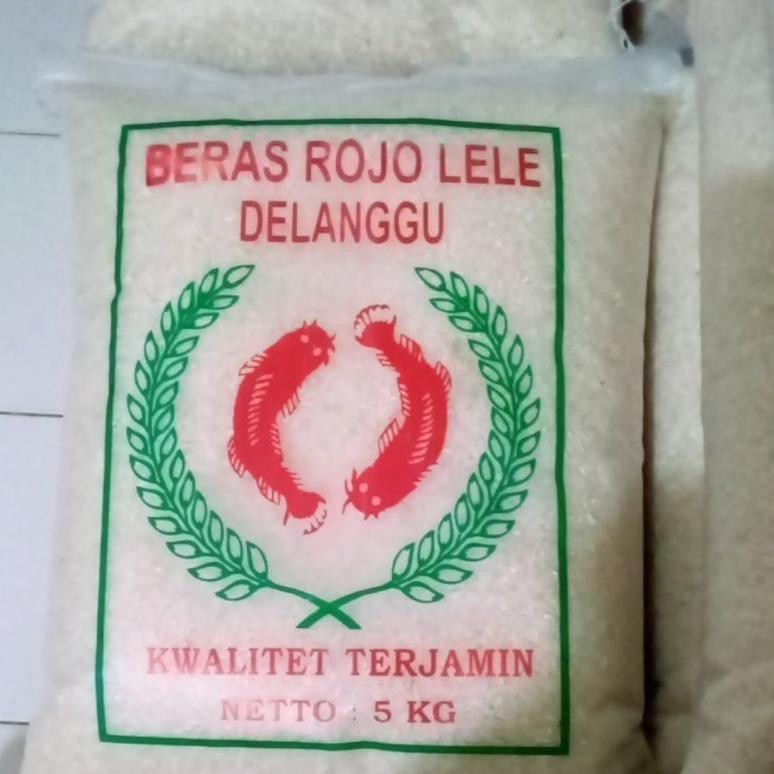 BERAS ROJO LELE
DELANGGU
KWALITET TERJAMIN
NETTO : 5 KG